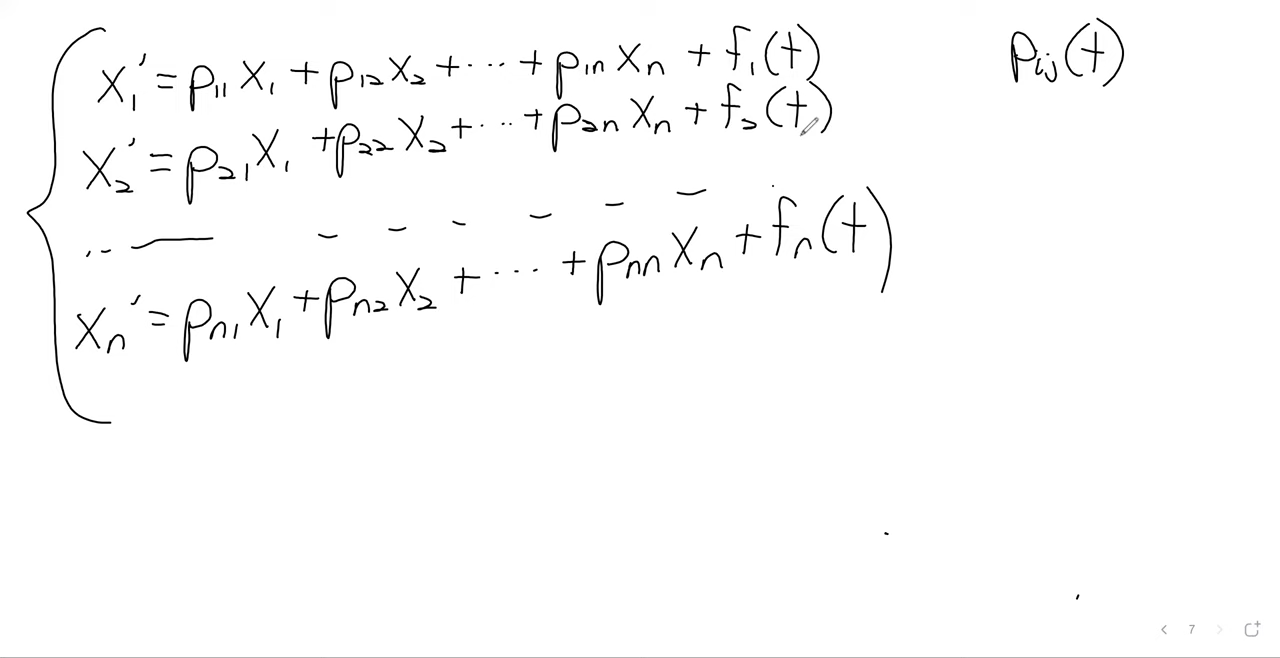 x₁' = p₁₁ x₁ + p₁₂ x₂ + ··· + p₁ₙ xₙ + f₁(t)
pᵢⱼ(t)
x₂' = p₂₁ x₁ + p₂₂ x₂ + ··· + p₂ₙ xₙ + f₂(t)
.. – — – – – – – –
xₙ' = pₙ₁ x₁ + pₙ₂ x₂ + ··· + pₙₙ xₙ + fₙ(t)
< 7 >